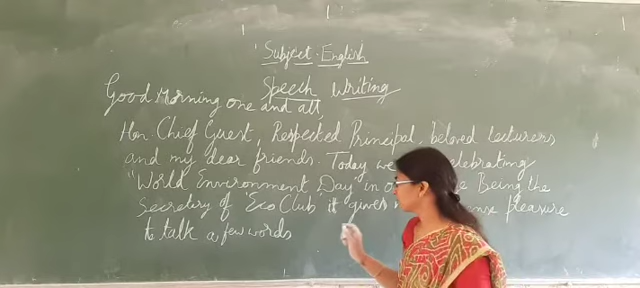 Subject - English
Speech Writing
Good Morning one and all,
Hon. Chief Guest, Respected Principal, beloved lecturers
and my dear friends. Today we celebrating
"World Environment Day" in Being the
Secretary of 'Eco Club' it gives pleasure
to talk a few words